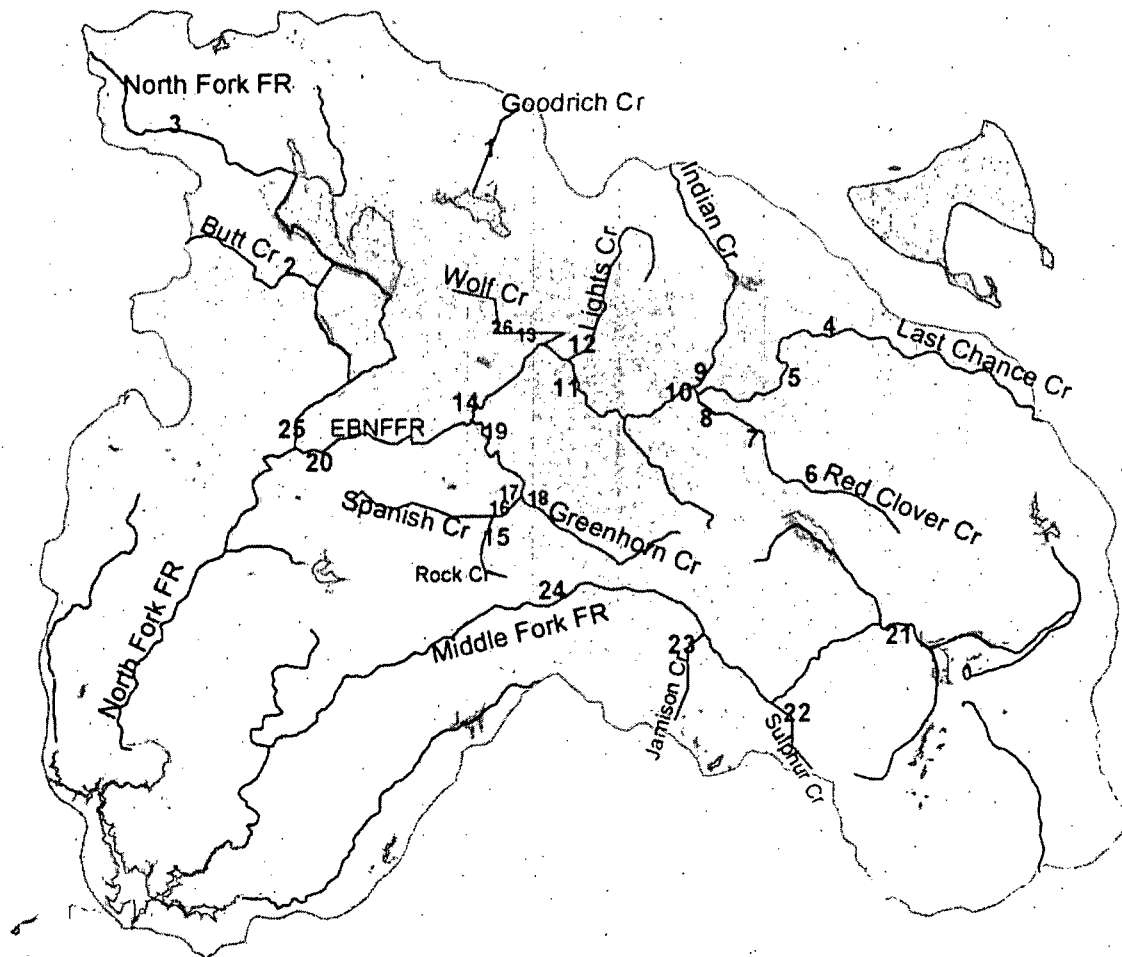 North Fork FR
Goodrich Cr
3
1
Indian Cr
Butt Cr
2
Lights Cr
Wolf Cr
26
13
12
4
Last Chance Cr
5
9
10
11
14
8
25
EBNFFR
19
7
20
6
Red Clover Cr
17
18
16
Spanish Cr
15
Greenhorn Cr
Rock Cr
24
North Fork FR
Middle Fork FR
21
23
Jamison Cr
22
Sulphur Cr